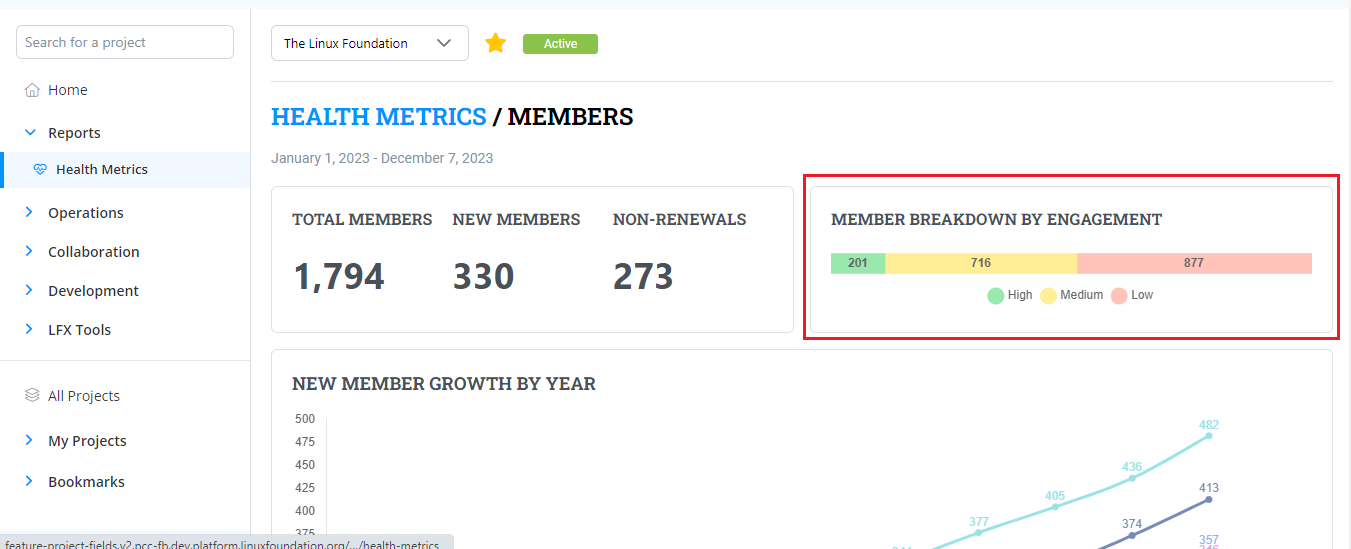 Search for a project
The Linux Foundation
Active
Home
Reports
Health Metrics
Operations
Collaboration
Development
LFX Tools
All Projects
My Projects
Bookmarks
HEALTH METRICS / MEMBERS
January 1, 2023 - December 7, 2023
TOTAL MEMBERS NEW MEMBERS NON-RENEWALS
1,794 330 273
MEMBER BREAKDOWN BY ENGAGEMENT
201 716 877
High Medium Low
NEW MEMBER GROWTH BY YEAR
500
475
450
425
400
375
482
436
405
377
413
374
357
feature-project-fields.v2.pcc-fb.dev.platform.linuxfoundation.org/.../health-metrics